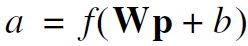 a = f(Wp + b)